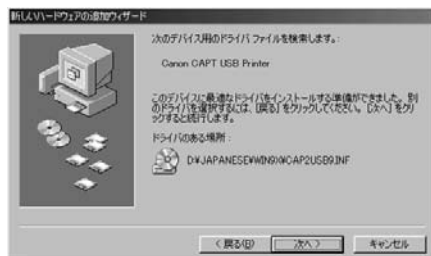 新しいハードウェアの追加ウィザード
次のデバイス用のドライバ ファイルを検索します。:
Canon CAPT USB Printer
このデバイスに最適なドライバをインストールする準備ができました。別
のドライバを選択するには、[戻る] をクリックしてください。[次へ] をクリ
ックすると続行します。
ドライバのある場所:
D:¥JAPANESE¥WIN9X¥CAP2USB9.INF
< 戻る(B)
次へ >
キャンセル